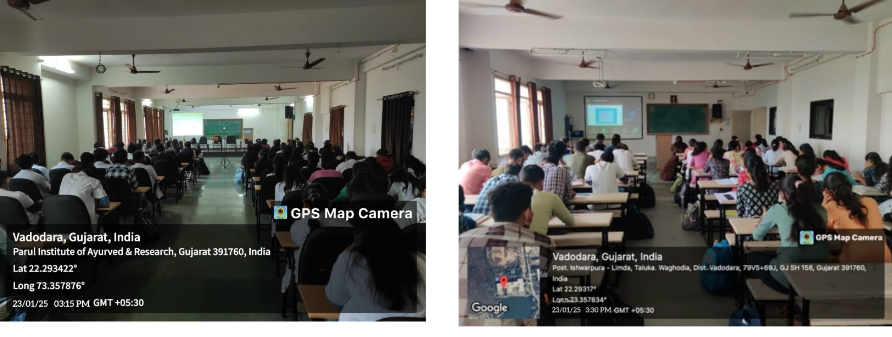 GPS Map Camera
Vadodara, Gujarat, India
Parul Institute of Ayurved & Research, Gujarat 391760, India
Lat 22.293422°
Long 73.357876°
23/01/25 03:15 PM GMT +05:30
GPS Map Camera
Vadodara, Gujarat, India
Post. Ishwarpura - Limda, Taluka. Waghodia, Dist. Vadodara, 79V5+69J, GJ SH 158, Gujarat 391760,
India
Lat 22.29317°
Long 73.357834°
23/01/25 3:30 PM GMT +05:30
Google